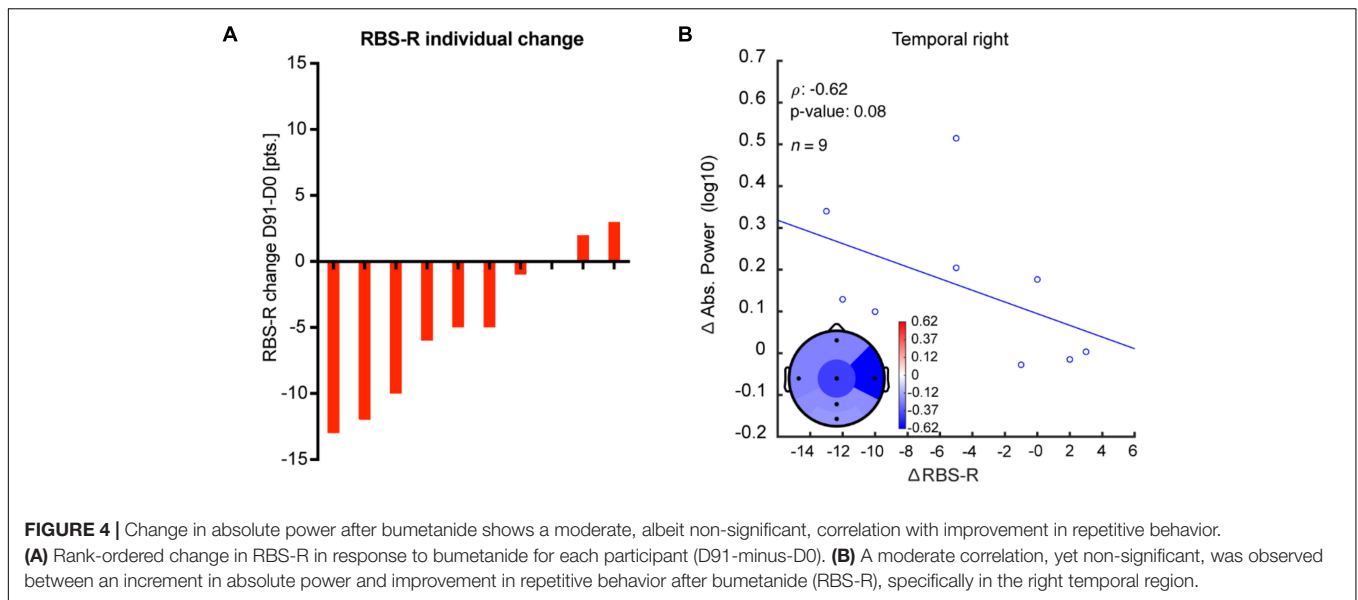 A
RBS-R individual change
RBS-R change D91-D0 [pts.]
15
10
5
0
-5
-10
-15
B
Temporal right
Δ Abs. Power (log10)
0.7
0.6
0.5
0.4
0.3
0.2
0.1
0
-0.1
-0.2
ρ: -0.62
p-value: 0.08
n = 9
0.62
0.37
0.12
0
-0.12
-0.37
-0.62
-14 -12 -10 -8 -6 -4 -2 -0 2 4 6
ΔRBS-R
FIGURE 4 | Change in absolute power after bumetanide shows a moderate, albeit non-significant, correlation with improvement in repetitive behavior.
(A) Rank-ordered change in RBS-R in response to bumetanide for each participant (D91-minus-D0). (B) A moderate correlation, yet non-significant, was observed
between an increment in absolute power and improvement in repetitive behavior after bumetanide (RBS-R), specifically in the right temporal region.